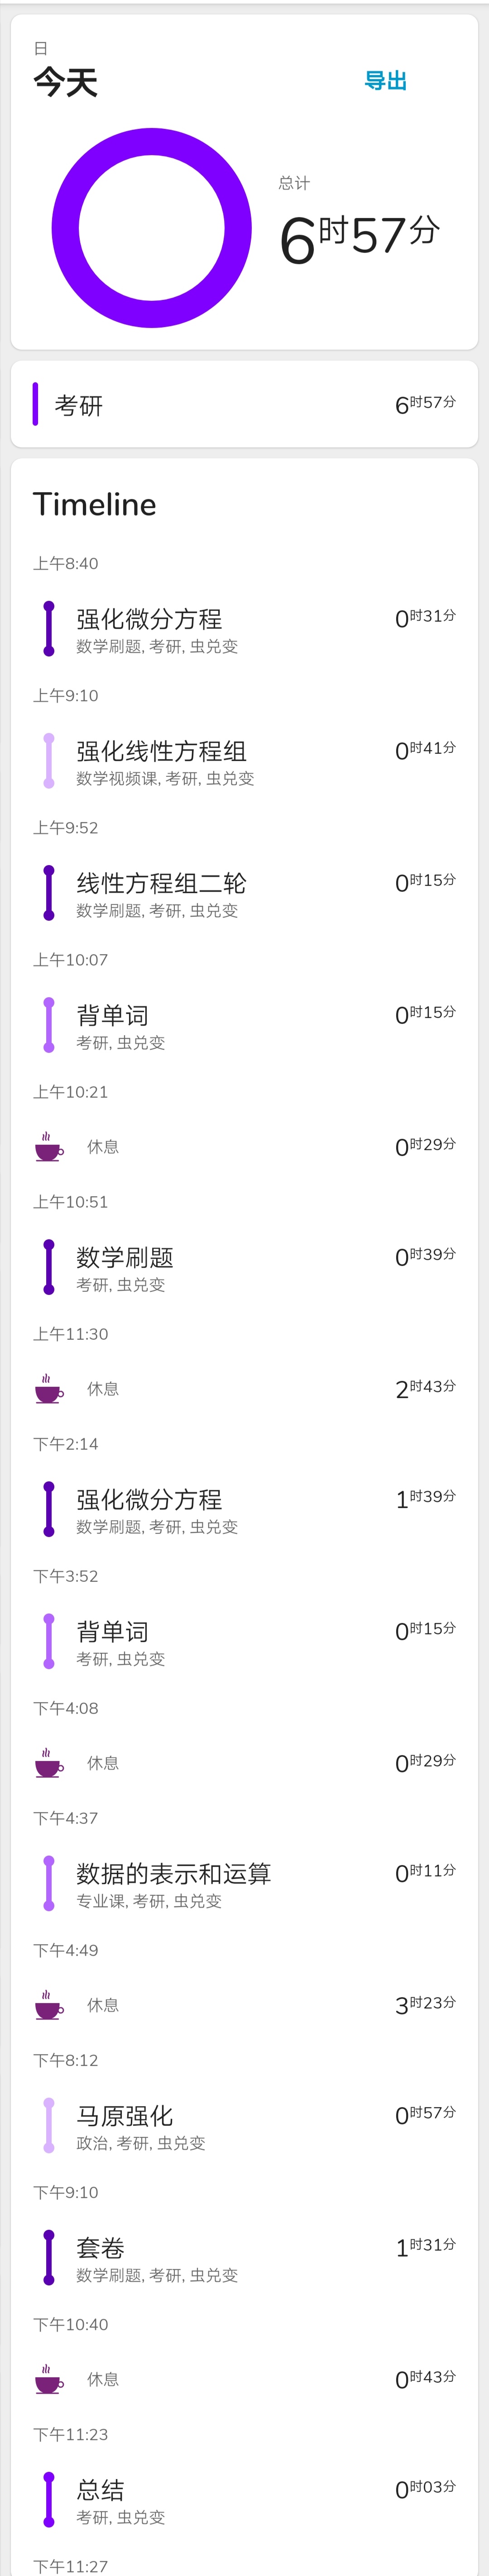 日
今天
导出
总计
6时57分
考研
6时57分
Timeline
上午8:40
强化微分方程
0时31分
数学刷题, 考研, 虫兑变
上午9:10
强化线性方程组
0时41分
数学视频课, 考研, 虫兑变
上午9:52
线性方程组二轮
0时15分
数学刷题, 考研, 虫兑变
上午10:07
背单词
0时15分
考研, 虫兑变
上午10:21
休息
0时29分
上午10:51
数学刷题
0时39分
考研, 虫兑变
上午11:30
休息
2时43分
下午2:14
强化微分方程
1时39分
数学刷题, 考研, 虫兑变
下午3:52
背单词
0时15分
考研, 虫兑变
下午4:08
休息
0时29分
下午4:37
数据的表示和运算
0时11分
专业课, 考研, 虫兑变
下午4:49
休息
3时23分
下午8:12
马原强化
0时57分
政治, 考研, 虫兑变
下午9:10
套卷
1时31分
数学刷题, 考研, 虫兑变
下午10:40
休息
0时43分
下午11:23
总结
0时03分
考研, 虫兑变
下午11:27